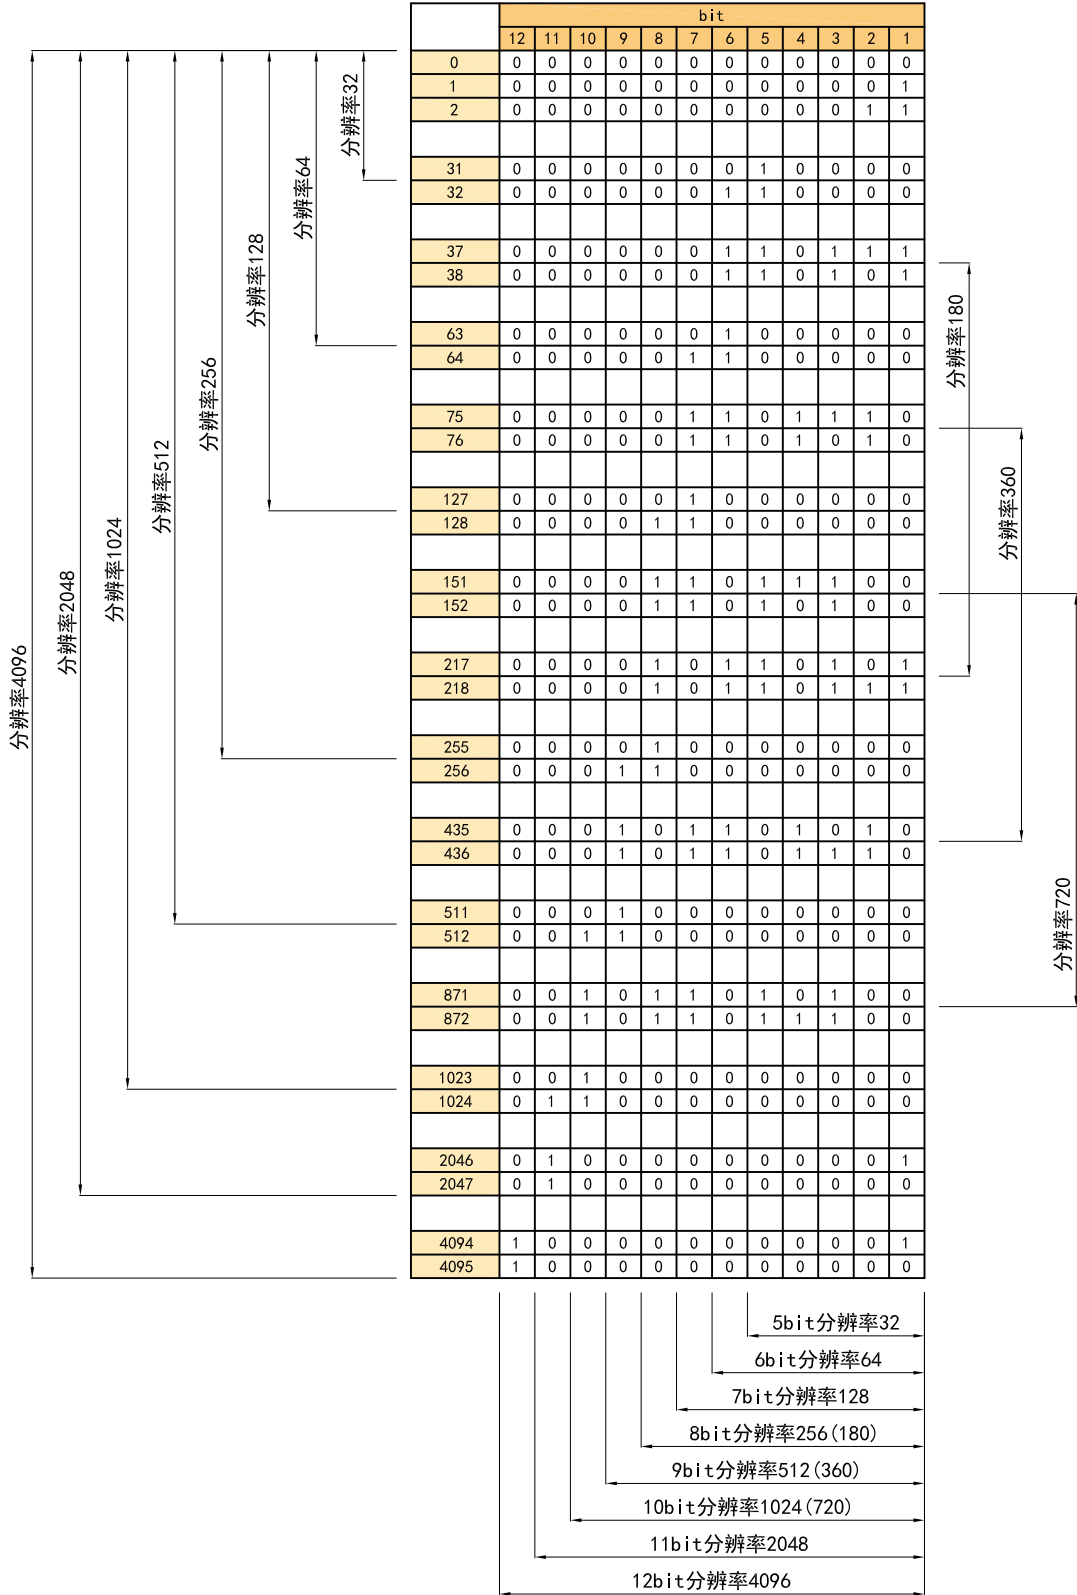 bit
12 11 10 9 8 7 6 5 4 3 2 1
0 0 0 0 0 0 0 0 0 0 0 0 0
1 0 0 0 0 0 0 0 0 0 0 0 1
2 0 0 0 0 0 0 0 0 0 0 1 1
31 0 0 0 0 0 0 0 1 0 0 0 0
32 0 0 0 0 0 0 1 1 0 0 0 0
37 0 0 0 0 0 0 1 1 0 1 1 1
38 0 0 0 0 0 0 1 1 0 1 0 1
63 0 0 0 0 0 0 1 0 0 0 0 0
64 0 0 0 0 0 1 1 0 0 0 0 0
75 0 0 0 0 0 1 1 0 1 1 1 0
76 0 0 0 0 0 1 1 0 1 0 1 0
127 0 0 0 0 0 1 0 0 0 0 0 0
128 0 0 0 0 1 1 0 0 0 0 0 0
151 0 0 0 0 1 1 0 1 1 1 0 0
152 0 0 0 0 1 1 0 1 0 1 0 0
217 0 0 0 0 1 0 1 1 0 1 0 1
218 0 0 0 0 1 0 1 1 0 1 1 1
255 0 0 0 0 1 0 0 0 0 0 0 0
256 0 0 0 1 1 0 0 0 0 0 0 0
435 0 0 0 1 0 1 1 0 1 0 1 0
436 0 0 0 1 0 1 1 0 1 1 1 0
511 0 0 0 1 0 0 0 0 0 0 0 0
512 0 0 1 1 0 0 0 0 0 0 0 0
871 0 0 1 0 1 1 0 1 0 1 0 0
872 0 0 1 0 1 1 0 1 1 1 0 0
1023 0 0 1 0 0 0 0 0 0 0 0 0
1024 0 1 1 0 0 0 0 0 0 0 0 0
2046 0 1 0 0 0 0 0 0 0 0 0 1
2047 0 1 0 0 0 0 0 0 0 0 0 0
4094 1 0 0 0 0 0 0 0 0 0 0 1
4095 1 0 0 0 0 0 0 0 0 0 0 0
分辨率4096
分辨率2048
分辨率1024
分辨率512
分辨率256
分辨率128
分辨率64
分辨率32
分辨率180
分辨率360
分辨率720
5bit分辨率32
6bit分辨率64
7bit分辨率128
8bit分辨率256(180)
9bit分辨率512(360)
10bit分辨率1024(720)
11bit分辨率2048
12bit分辨率4096